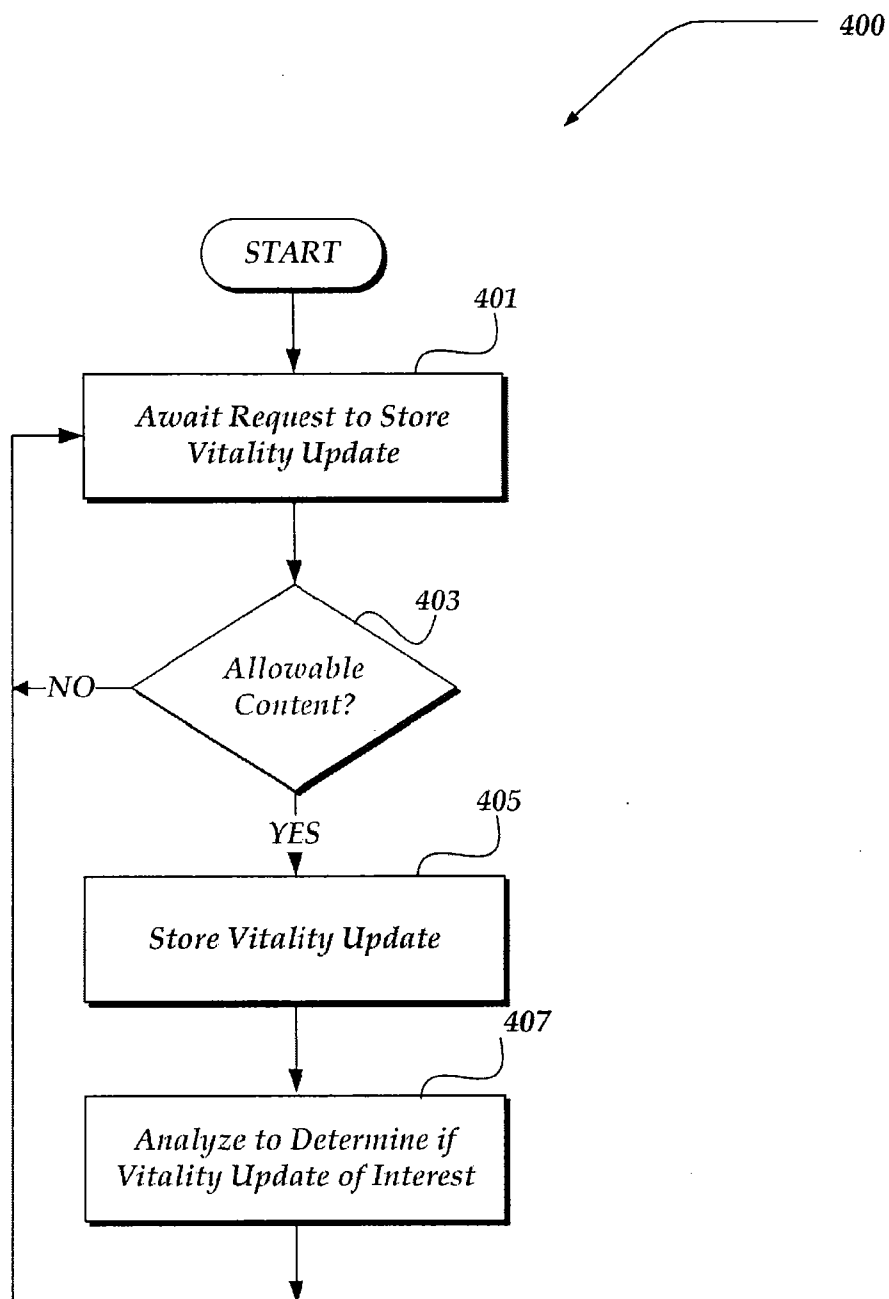 400
START
401
Await Request to Store
Vitality Update
403
Allowable
Content?
NO
YES
405
Store Vitality Update
407
Analyze to Determine if
Vitality Update of Interest